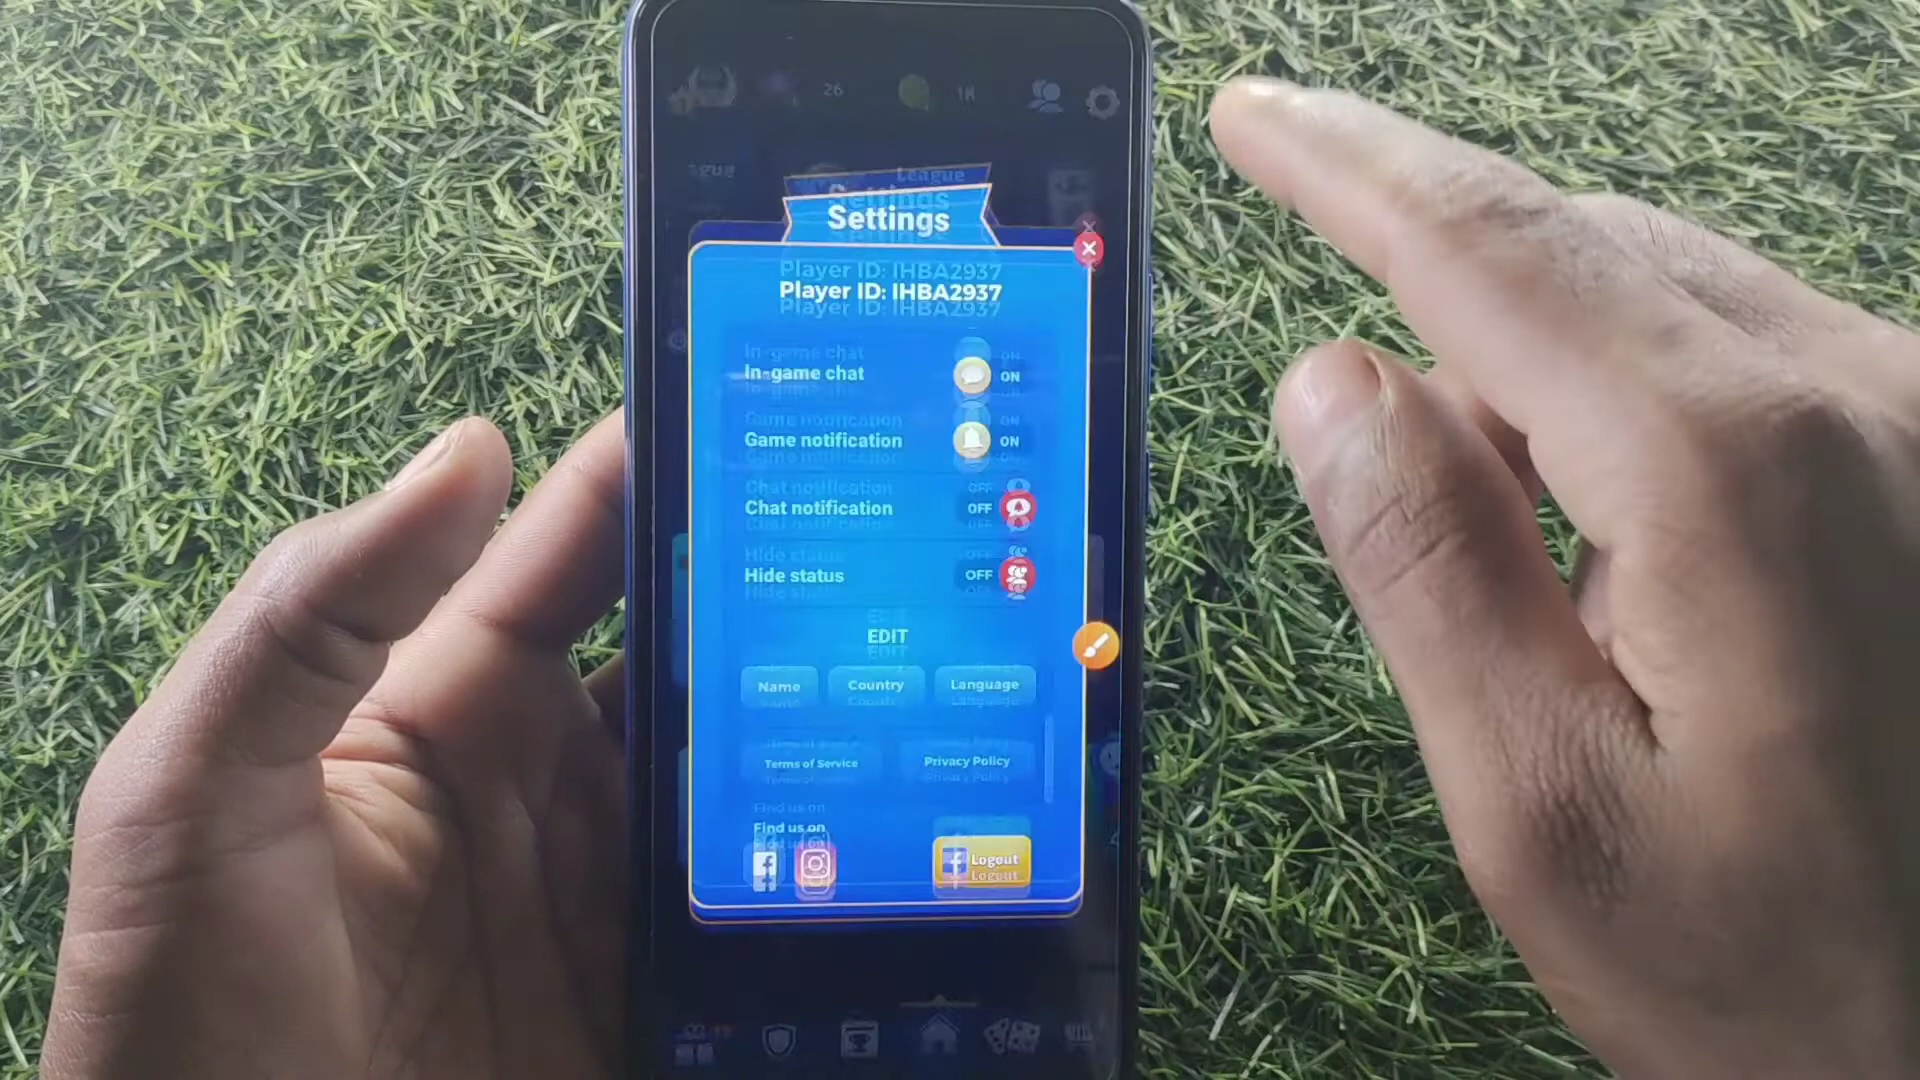 26
1K
League
Settings
Player ID: IHBA2937
In-game chat ON
Game notification ON
Chat notification OFF
Hide status OFF
EDIT
Name Country Language
Terms of Service Privacy Policy
Find us on
Logout